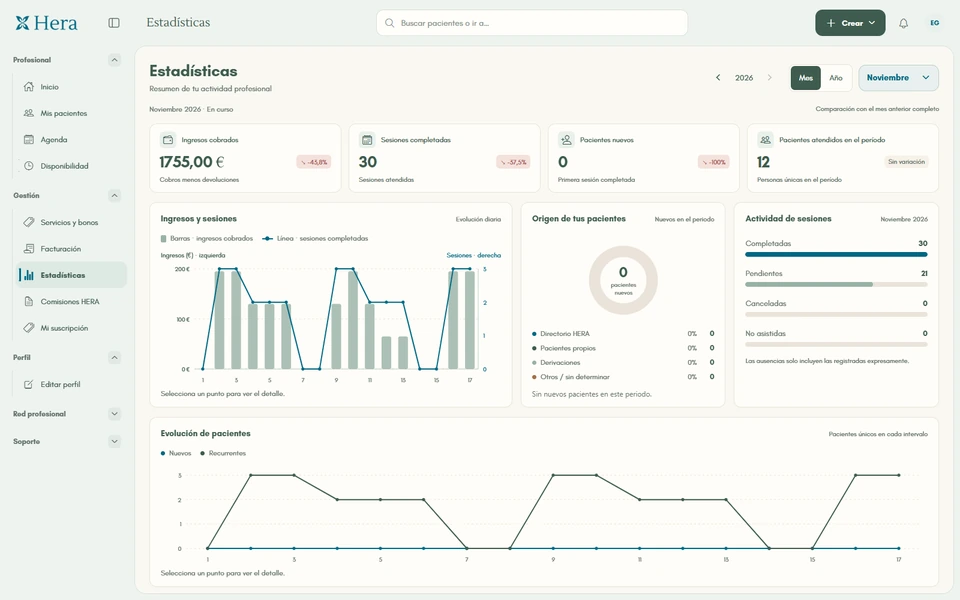 Hera
Estadísticas
Buscar pacientes o ir a...
Crear
EG
Profesional
Inicio
Mis pacientes
Agenda
Disponibilidad
Gestión
Servicios y bonos
Facturación
Estadísticas
Comisiones HERA
Mi suscripción
Perfil
Editar perfil
Red profesional
Soporte
Estadísticas
Resumen de tu actividad profesional
2026
Mes
Año
Noviembre
Noviembre 2026 · En curso
Comparación con el mes anterior completo
Ingresos cobrados
1755,00 €
-45,8%
Cobros menos devoluciones
Sesiones completadas
30
-37,5%
Sesiones atendidas
Pacientes nuevos
0
-100%
Primera sesión completada
Pacientes atendidos en el periodo
12
Sin variación
Personas únicas en el periodo
Ingresos y sesiones
Evolución diaria
Barras · ingresos cobrados
Línea · sesiones completadas
Ingresos (€) · izquierda
Sesiones · derecha
200 €
100 €
0 €
3
2
1
0
1 3 5 7 9 11 13 15 17
Selecciona un punto para ver el detalle.
Origen de tus pacientes
Nuevos en el periodo
0
pacientes
nuevos
Directorio HERA 0% 0
Pacientes propios 0% 0
Derivaciones 0% 0
Otros / sin determinar 0% 0
Sin nuevos pacientes en este periodo.
Actividad de sesiones
Noviembre 2026
Completadas 30
Pendientes 21
Canceladas 0
No asistidas 0
Las ausencias solo incluyen las registradas expresamente.
Evolución de pacientes
Pacientes únicos en cada intervalo
Nuevos
Recurrentes
3
2
1
0
1 3 5 7 9 11 13 15 17
Selecciona un punto para ver el detalle.